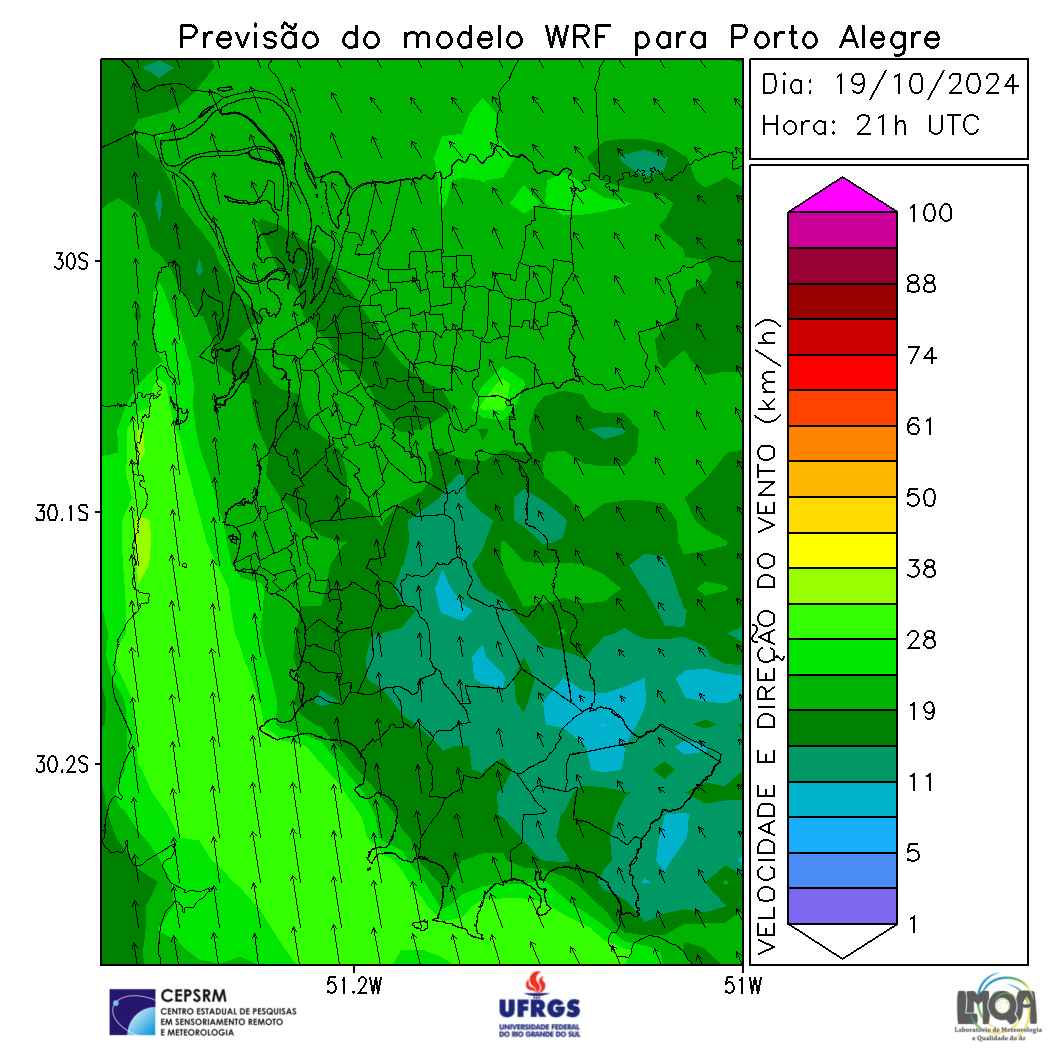 Previsão do modelo WRF para Porto Alegre
Dia: 19/10/2024
Hora: 21h UTC
30S
30.1S
30.2S
51.2W
51W
VELOCIDADE E DIREÇÃO DO VENTO (km/h)
100
88
74
61
50
38
28
19
11
5
1
CEPSRM
CENTRO ESTADUAL DE PESQUISAS
EM SENSORIAMENTO REMOTO
E METEOROLOGIA
UFRGS
UNIVERSIDADE FEDERAL
DO RIO GRANDE DO SUL
LMQA
Laboratório de Meteorologia
e Qualidade do Ar